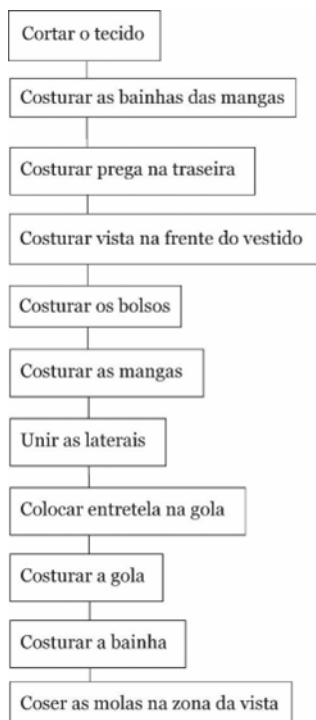 Cortar o tecido
Costurar as bainhas das mangas
Costurar prega na traseira
Costurar vista na frente do vestido
Costurar os bolsos
Costurar as mangas
Unir as laterais
Colocar entretela na gola
Costurar a gola
Costurar a bainha
Coser as molas na zona da vista